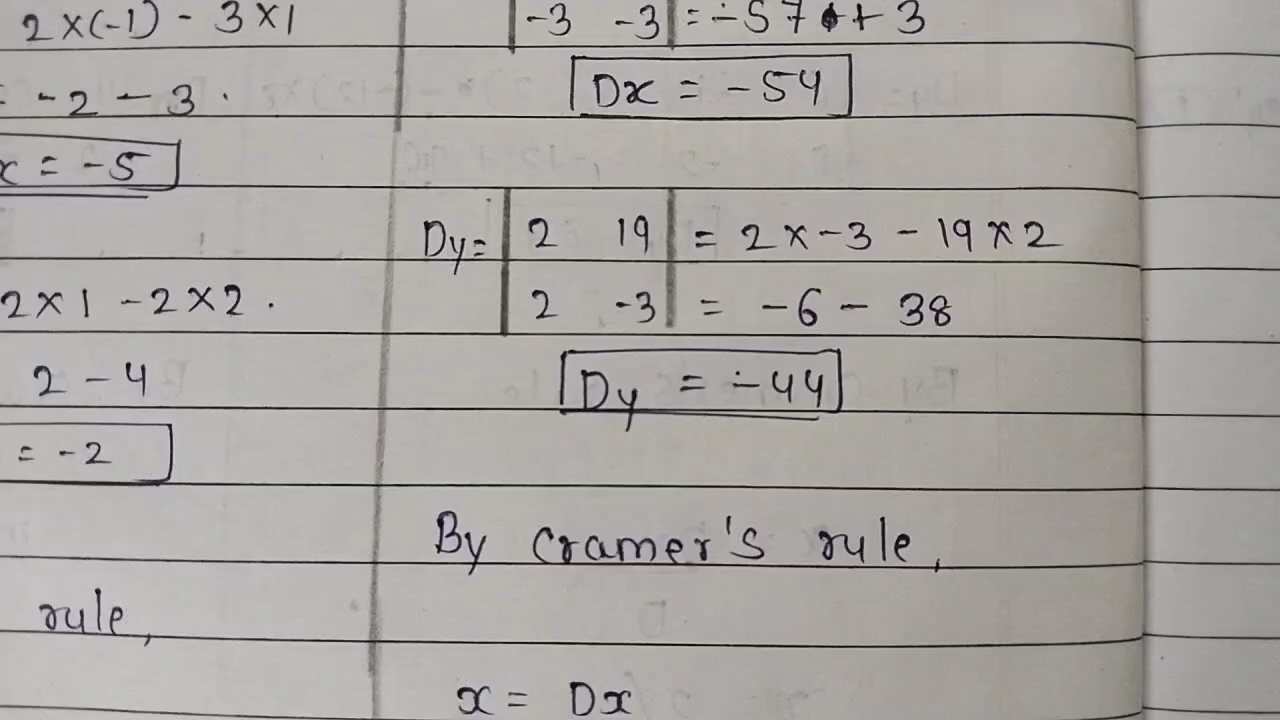 2×(-1) - 3×1
= -2 - 3.
x = -5
2×1 - 2×2.
2 - 4
= -2
rule,
|-3 -3| = -57 + 3
Dx = -54
Dy = |2 19| = 2×-3 - 19×2
|2 -3| = -6 - 38
Dy = -44
By Cramer's rule,
x = Dx